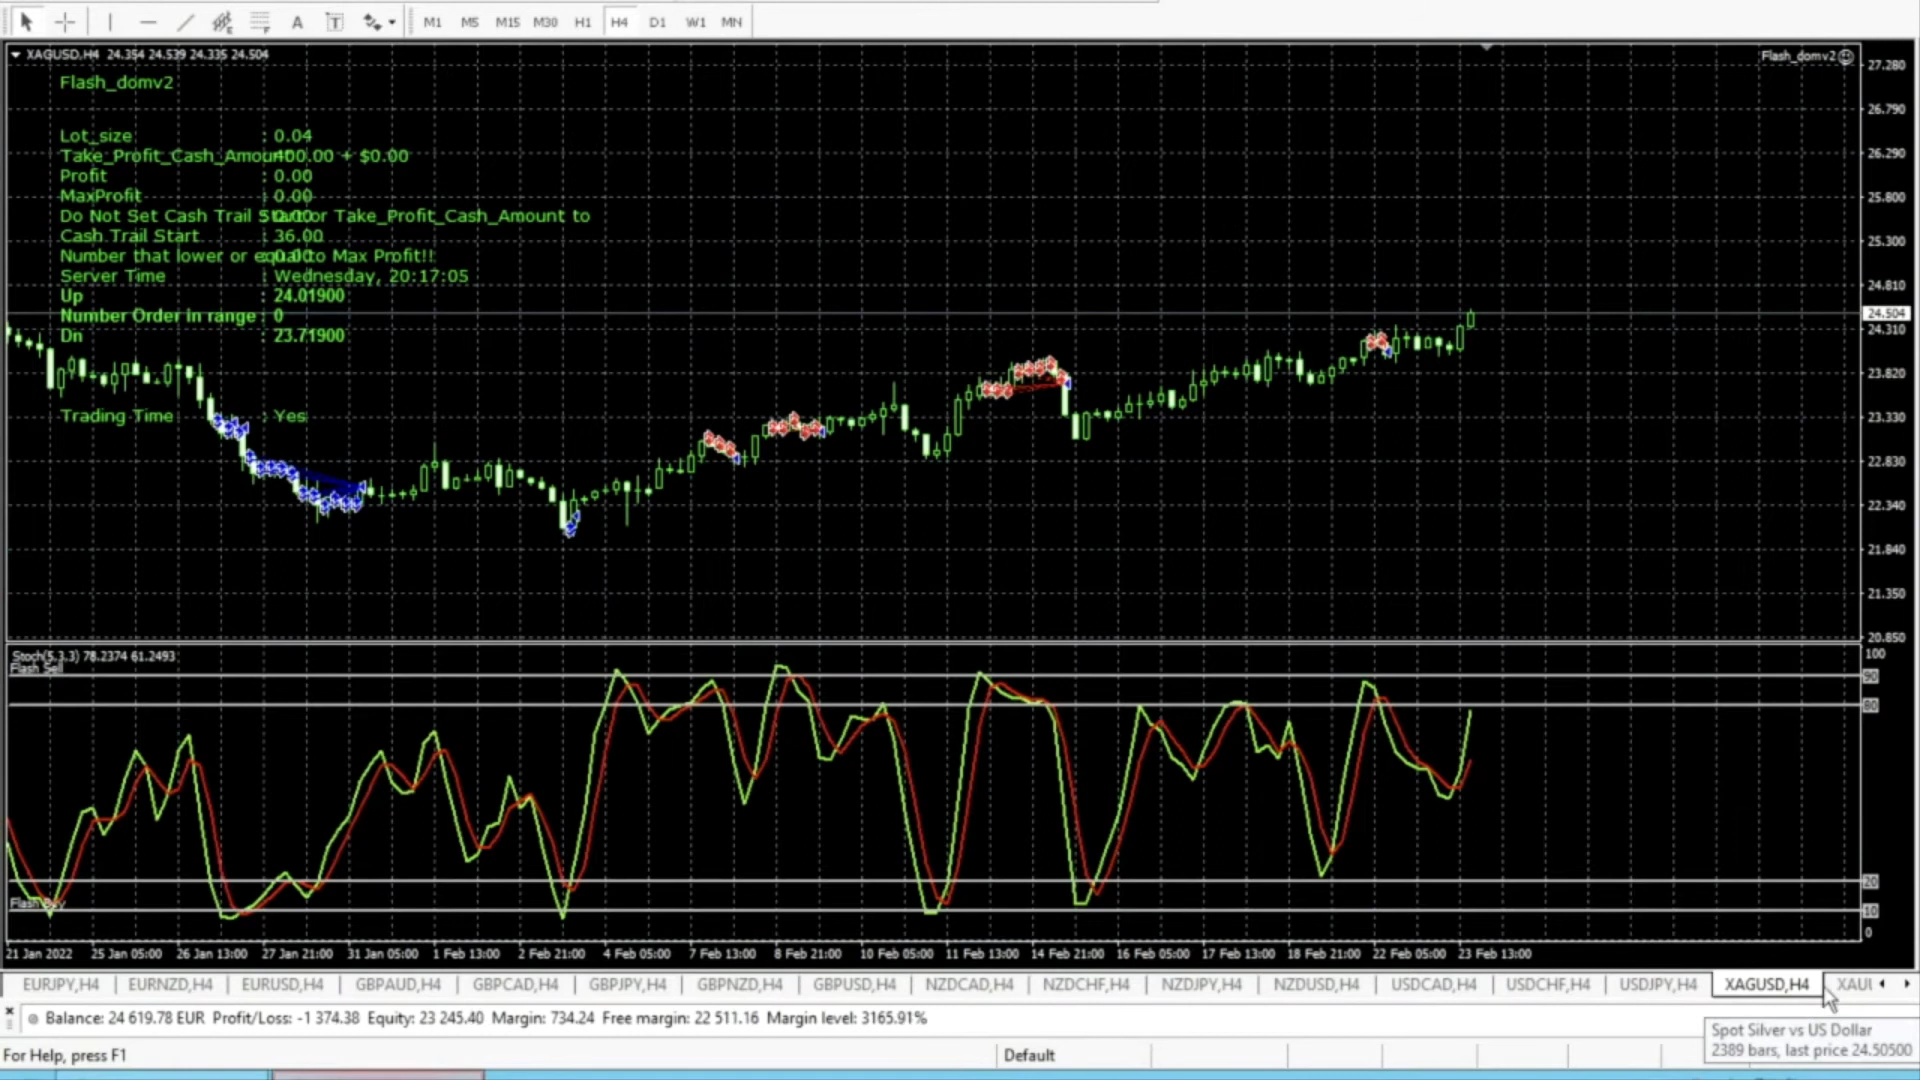 M1 M5 M15 M30 H1 H4 D1 W1 MN
XAGUSD,H4 24.354 24.539 24.335 24.504
Flash_domv2
Flash_domv2
Lot_size : 0.04
Take_Profit_Cash_Amount 400.00 + $0.00
Profit : 0.00
MaxProfit : 0.00
Do Not Set Cash Trail Start or Take_Profit_Cash_Amount to
Cash Trail Start : 36.00
Number that lower or equal to Max Profit!!
Server Time : Wednesday, 20:17:05
Up : 24.01900
Number Order in range : 0
Dn : 23.71900
Trading Time : Yes
27.280
26.790
26.290
25.800
25.300
24.810
24.504
24.310
23.820
23.330
22.830
22.340
21.840
21.350
20.850
Stoch(5,3,3) 78.2374 61.2493
Flash Sell
Flash Buy
100
90
80
20
10
0
21 Jan 2022 25 Jan 05:00 26 Jan 13:00 27 Jan 21:00 31 Jan 05:00 1 Feb 13:00 2 Feb 21:00 4 Feb 05:00 7 Feb 13:00 8 Feb 21:00 10 Feb 05:00 11 Feb 13:00 14 Feb 21:00 16 Feb 05:00 17 Feb 13:00 18 Feb 21:00 22 Feb 05:00 23 Feb 13:00
EURJPY,H4 EURNZD,H4 EURUSD,H4 GBPAUD,H4 GBPCAD,H4 GBPJPY,H4 GBPNZD,H4 GBPUSD,H4 NZDCAD,H4 NZDCHF,H4 NZDJPY,H4 NZDUSD,H4 USDCAD,H4 USDCHF,H4 USDJPY,H4 XAGUSD,H4 XAU
Balance: 24 619.78 EUR Profit/Loss: -1 374.38 Equity: 23 245.40 Margin: 734.24 Free margin: 22 511.16 Margin level: 3165.91%
Spot Silver vs US Dollar
2389 bars, last price 24.50500
For Help, press F1
Default